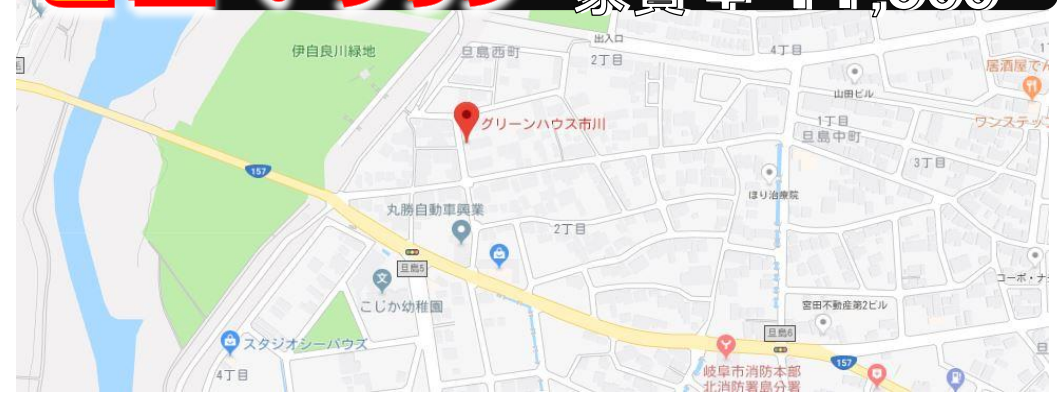 伊自良川緑地
旦島西町
出入口
2丁目
4丁目
居酒屋でん
山田ビル
グリーンハウス市川
1丁目
旦島中町
ワンステップ
3丁目
157
ほり治療院
丸勝自動車興業
2丁目
旦島5
コーポ・ナ
こじか幼稚園
宮田不動産第2ビル
旦島6
スタジオシーハウズ
4丁目
岐阜市消防本部
北消防署島分署
157
旦